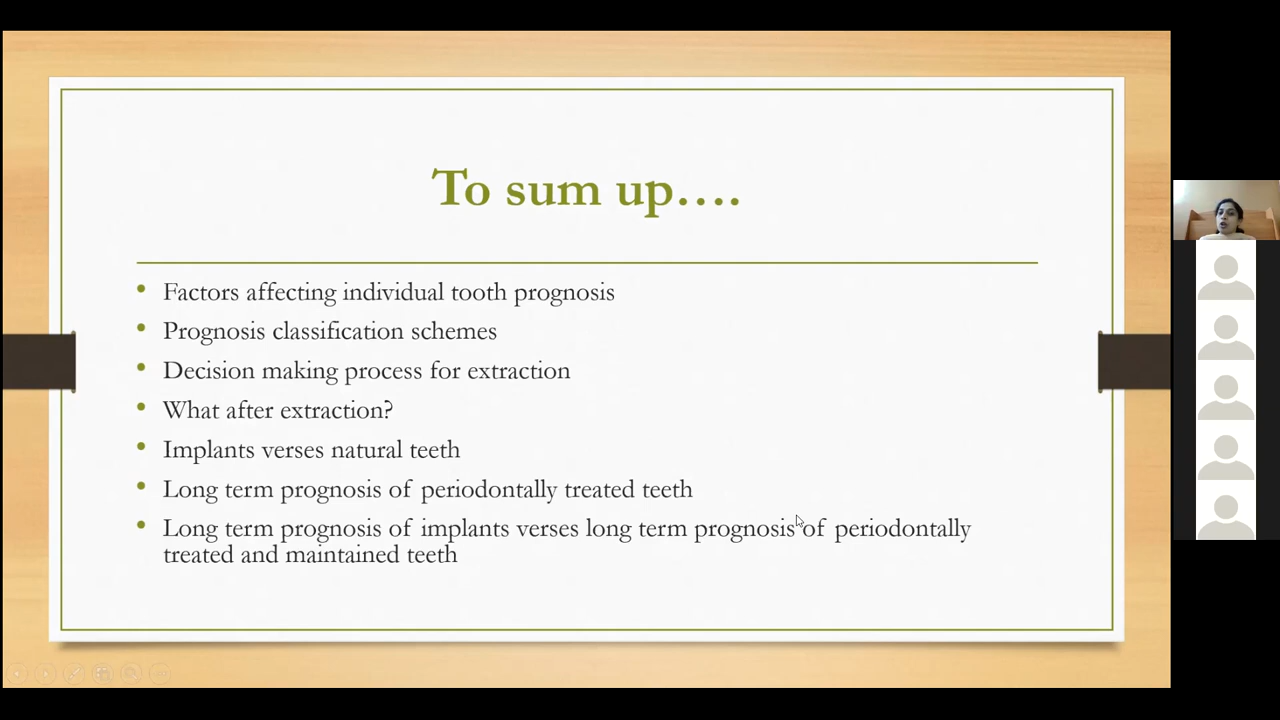 To sum up....
• Factors affecting individual tooth prognosis
• Prognosis classification schemes
• Decision making process for extraction
• What after extraction?
• Implants verses natural teeth
• Long term prognosis of periodontally treated teeth
• Long term prognosis of implants verses long term prognosis of periodontally
treated and maintained teeth